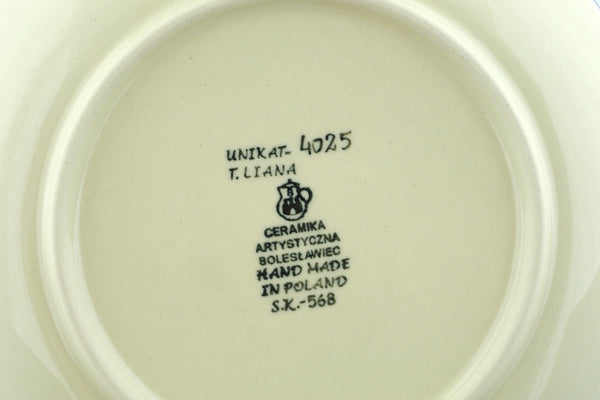 UNIKAT- 4025
T. LIANA
CERAMIKA
ARTYSTYCZNA
BOLESŁAWIEC
HAND MADE
IN POLAND
S.K.-568